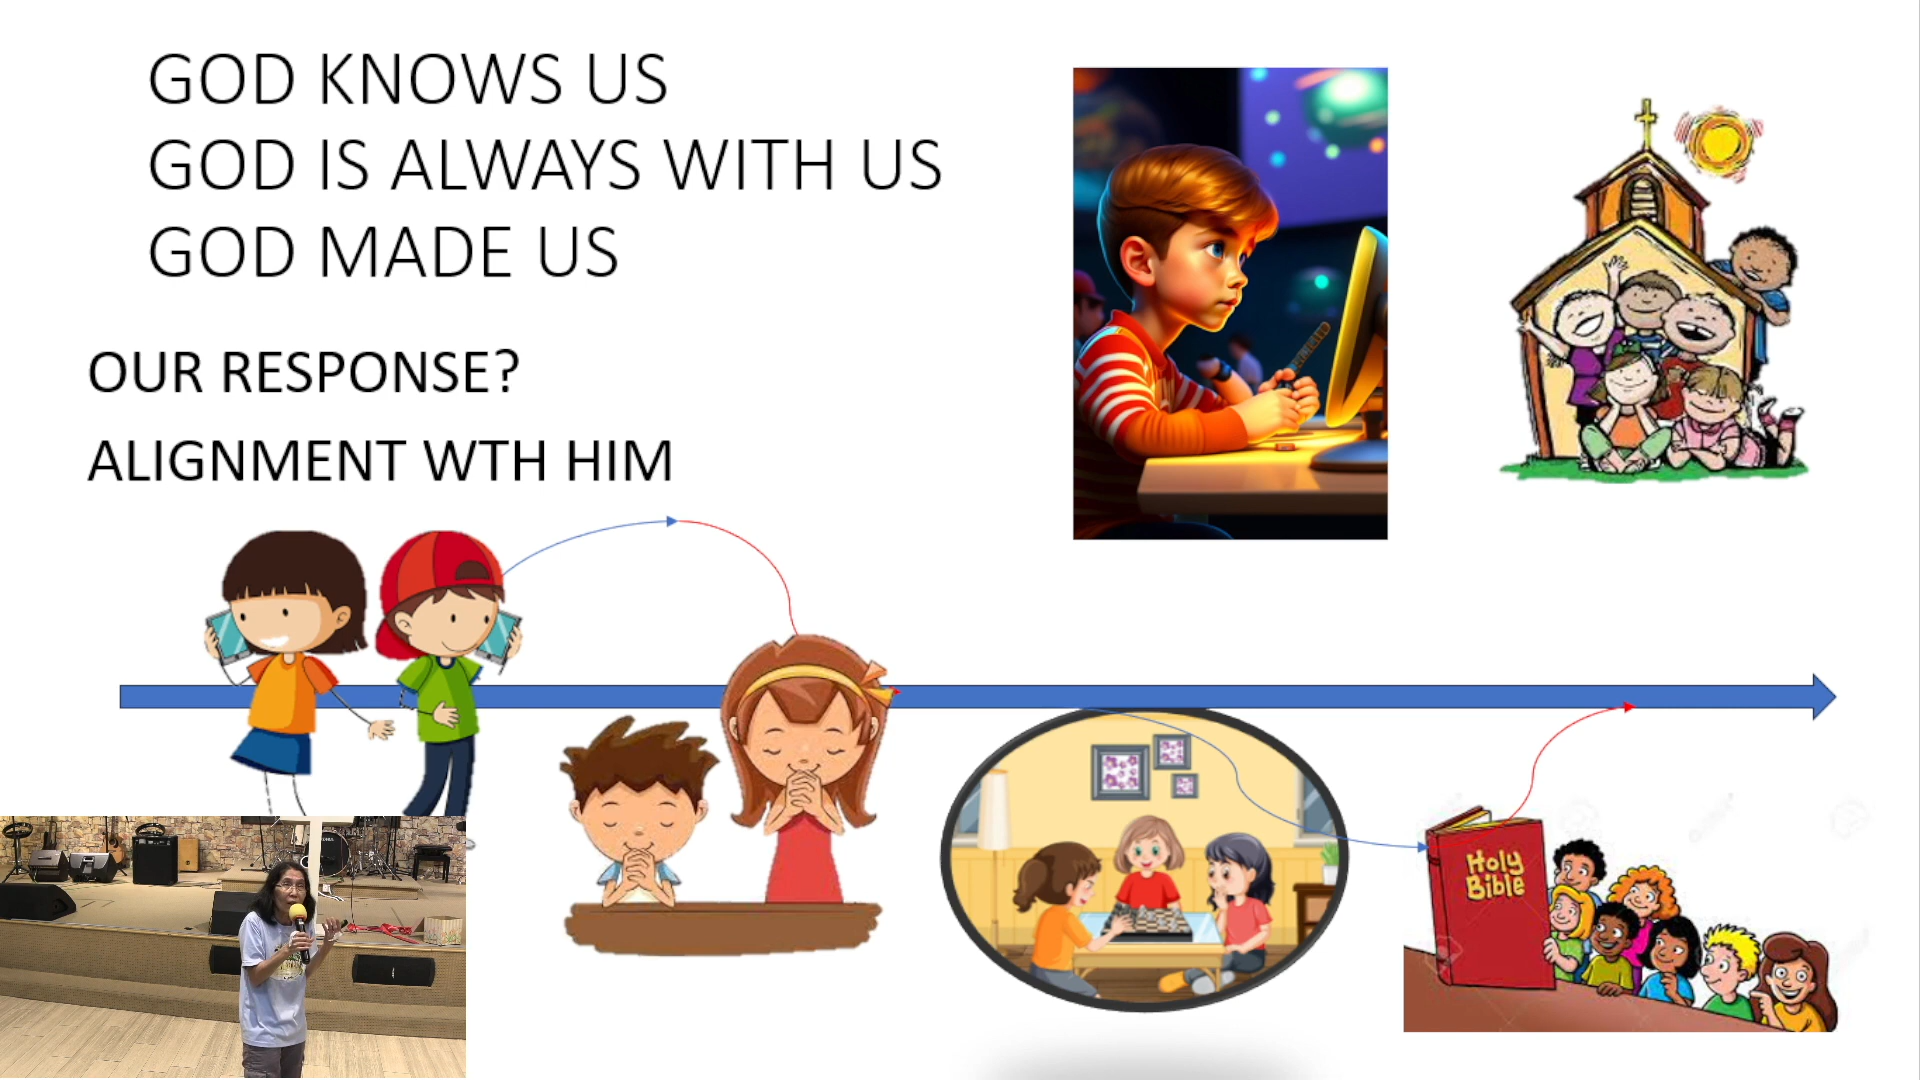 GOD KNOWS US
GOD IS ALWAYS WITH US
GOD MADE US
OUR RESPONSE?
ALIGNMENT WTH HIM
Holy
Bible